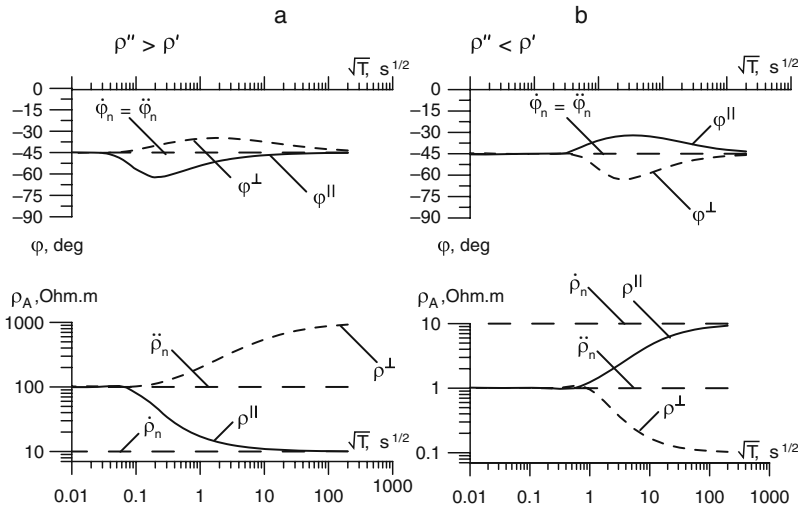 a
b
ρ″ > ρ′
ρ″ < ρ′
√T, s^1/2
√T, s^1/2
0
−15
−30
−45
−60
−75
−90
φ̇n = φ̈n
φ⊥
φ||
φ, deg
0
−15
−30
−45
−60
−75
−90
φ̇n = φ̈n
φ||
φ⊥
φ, deg
ρA, Ohm.m
1000
100
10
ρ̈n
ρ⊥
ρ||
ρ̇n
√T, s^1/2
0.01 0.1 1 10 100 1000
ρA, Ohm.m
10
1
0.1
ρ̇n
ρ||
ρ̈n
ρ⊥
√T, s^1/2
0.01 0.1 1 10 100 1000